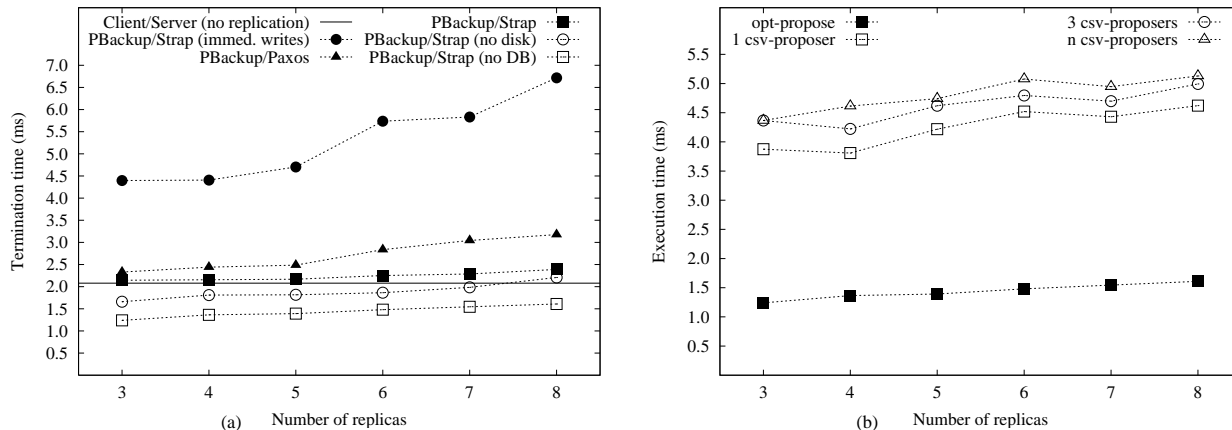 Client/Server (no replication)
PBackup/Strap (immed. writes)
PBackup/Paxos
PBackup/Strap
PBackup/Strap (no disk)
PBackup/Strap (no DB)
Termination time (ms)
7.0
6.5
6.0
5.5
5.0
4.5
4.0
3.5
3.0
2.5
2.0
1.5
1.0
0.5
3 4 5 6 7 8
(a) Number of replicas
opt-propose
1 csv-proposer
3 csv-proposers
n csv-proposers
Execution time (ms)
5.5
5.0
4.5
4.0
3.5
3.0
2.5
2.0
1.5
1.0
0.5
3 4 5 6 7 8
(b) Number of replicas